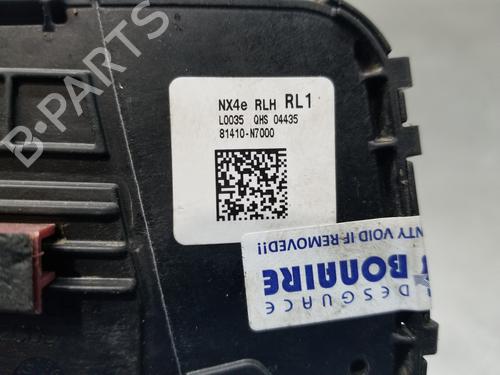 B-PARTS
NX4e RLH RL1
L0035 QHS 04435
81410-N7000
NTY VOID IF REMOVED!!
BONAIRE
DESGUACE